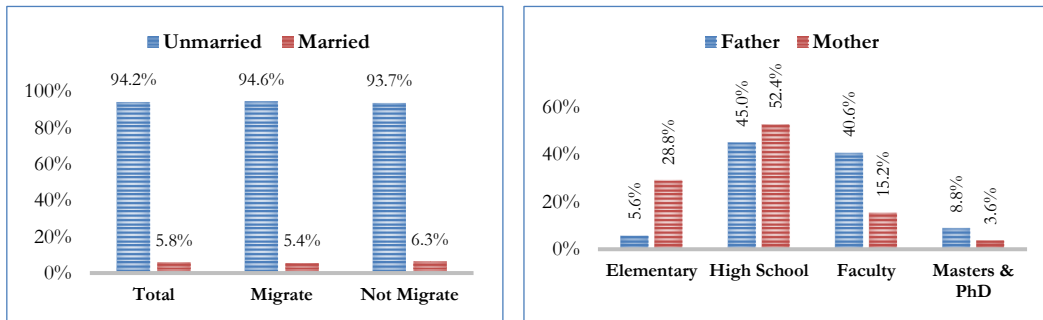 Unmarried Married
94.2% 94.6% 93.7%
100%
80%
60%
40%
20%
0%
5.8% 5.4% 6.3%
Total Migrate Not Migrate
Father Mother
60%
40%
20%
0%
5.6% 28.8% 45.0% 52.4% 40.6% 15.2% 8.8% 3.6%
Elementary High School Faculty Masters &
PhD